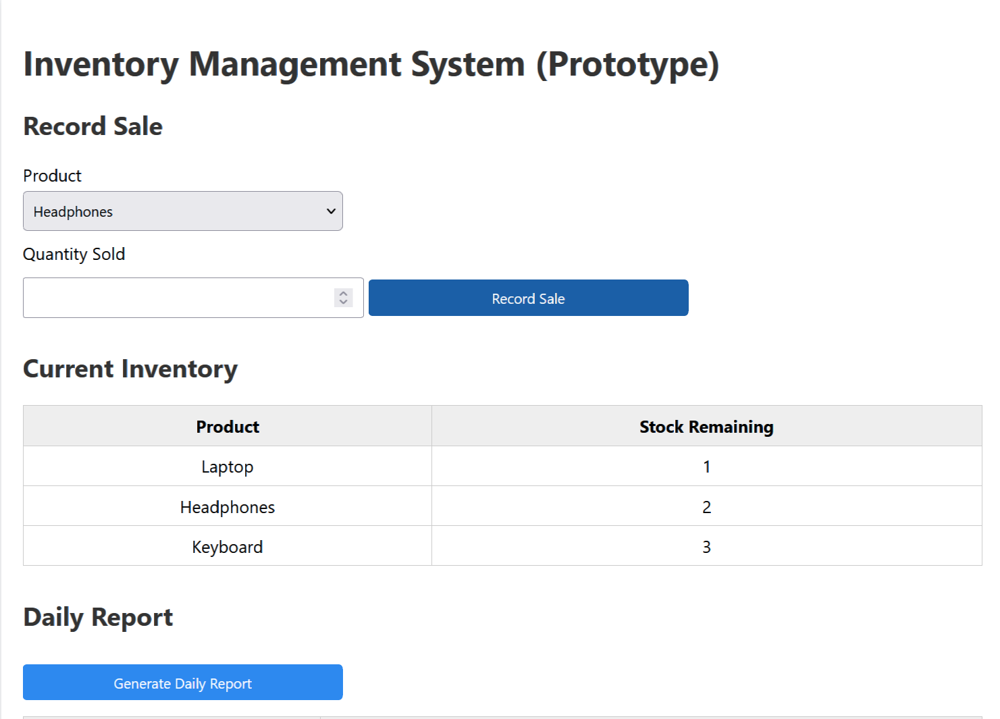 Inventory Management System (Prototype)
Record Sale
Product
Headphones
Quantity Sold
Record Sale
Current Inventory
Product Stock Remaining
Laptop 1
Headphones 2
Keyboard 3
Daily Report
Generate Daily Report